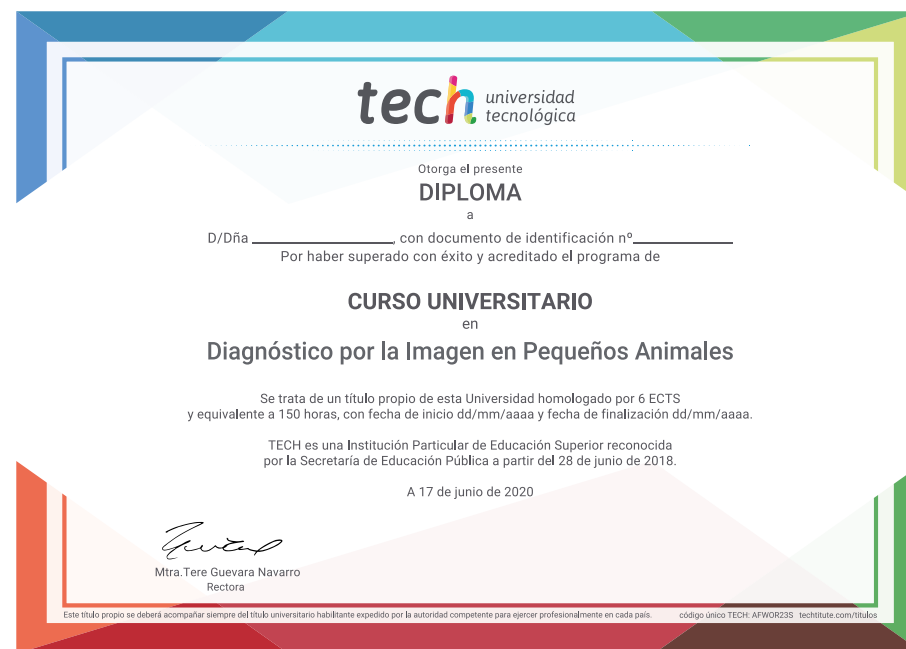 tech universidad
tecnológica
Otorga el presente
DIPLOMA
a
D/Dña ____________________, con documento de identificación nº______________
Por haber superado con éxito y acreditado el programa de
CURSO UNIVERSITARIO
en
Diagnóstico por la Imagen en Pequeños Animales
Se trata de un título propio de esta Universidad homologado por 6 ECTS
y equivalente a 150 horas, con fecha de inicio dd/mm/aaaa y fecha de finalización dd/mm/aaaa.
TECH es una Institución Particular de Educación Superior reconocida
por la Secretaría de Educación Pública a partir del 28 de junio de 2018.
A 17 de junio de 2020
Mtra.Tere Guevara Navarro
Rectora
Este título propio se deberá acompañar siempre del título universitario habilitante expedido por la autoridad competente para ejercer profesionalmente en cada país. código único TECH: AFWOR23S techtitute.com/titulos